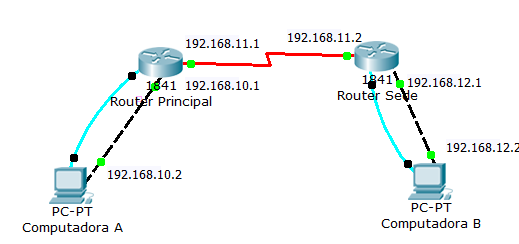 192.168.11.1
192.168.11.2
1841
192.168.10.1
Router Principal
1841
192.168.12.1
Router Sede
192.168.10.2
192.168.12.2
PC-PT
Computadora A
PC-PT
Computadora B